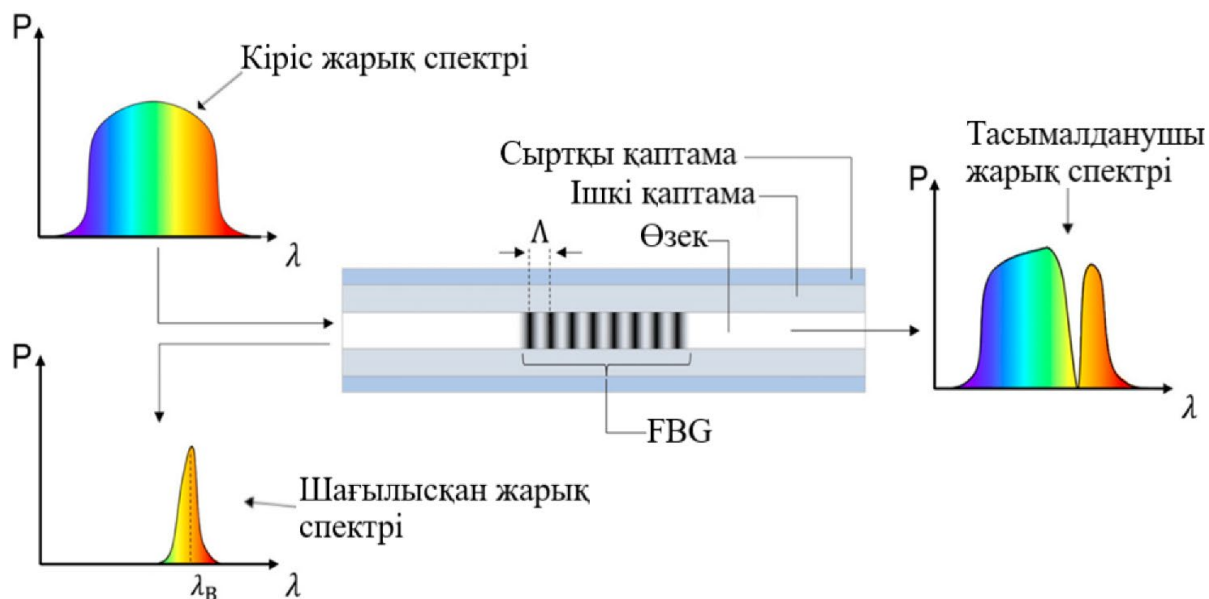 P
Кіріс жарық спектрі
λ
Сыртқы қаптама
Ішкі қаптама
Өзек
Λ
FBG
Тасымалданушы
жарық спектрі
P
λ
P
Шағылысқан жарық
спектрі
λB
λ